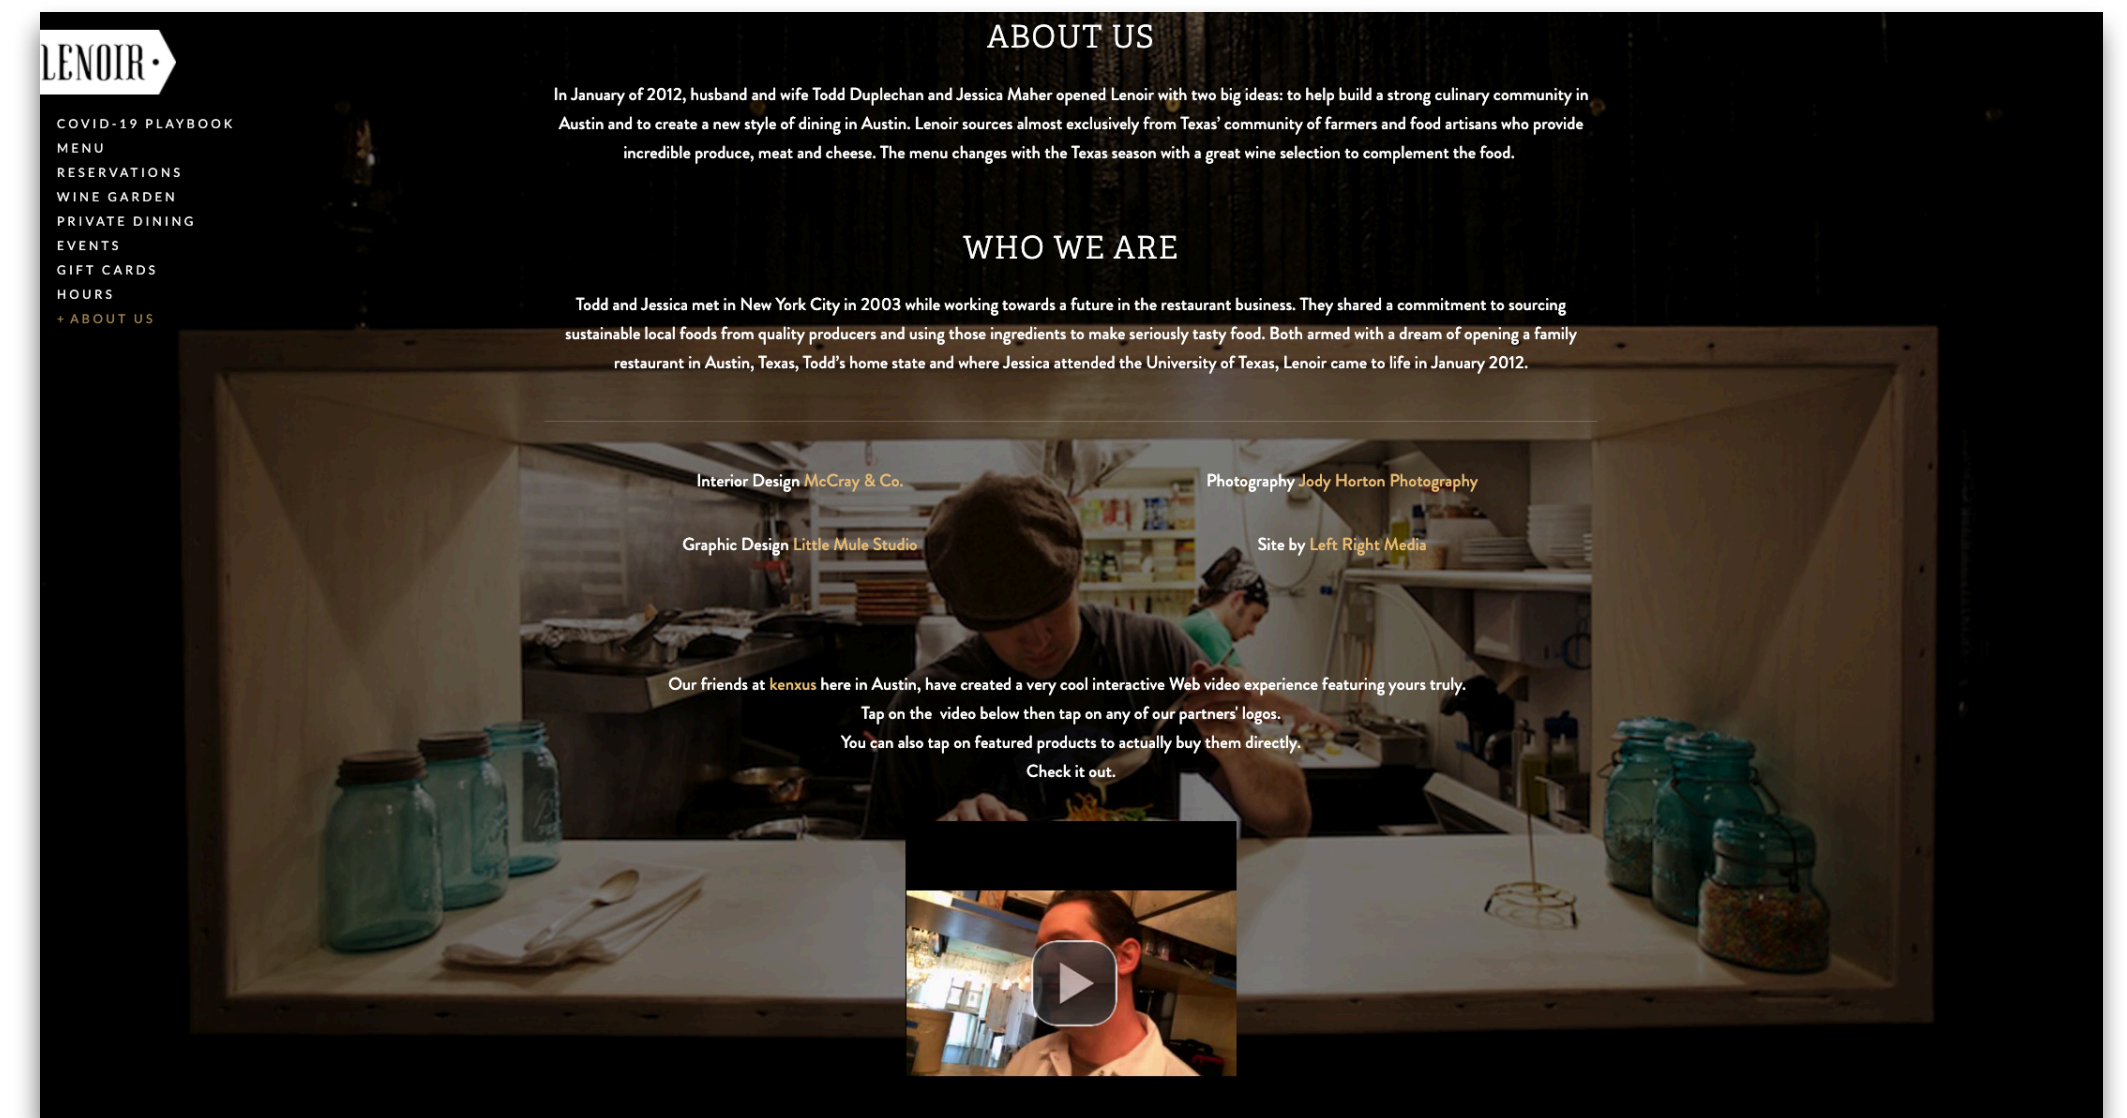 LENOIR
COVID-19 PLAYBOOK
MENU
RESERVATIONS
WINE GARDEN
PRIVATE DINING
EVENTS
GIFT CARDS
HOURS
+ ABOUT US
ABOUT US
In January of 2012, husband and wife Todd Duplechan and Jessica Maher opened Lenoir with two big ideas: to help build a strong culinary community in
Austin and to create a new style of dining in Austin. Lenoir sources almost exclusively from Texas’ community of farmers and food artisans who provide
incredible produce, meat and cheese. The menu changes with the Texas season with a great wine selection to complement the food.
WHO WE ARE
Todd and Jessica met in New York City in 2003 while working towards a future in the restaurant business. They shared a commitment to sourcing
sustainable local foods from quality producers and using those ingredients to make seriously tasty food. Both armed with a dream of opening a family
restaurant in Austin, Texas, Todd’s home state and where Jessica attended the University of Texas, Lenoir came to life in January 2012.
Interior Design McCray & Co.
Photography Jody Horton Photography
Graphic Design Little Mule Studio
Site by Left Right Media
Our friends at kenxus here in Austin, have created a very cool interactive Web video experience featuring yours truly.
Tap on the video below then tap on any of our partners' logos.
You can also tap on featured products to actually buy them directly.
Check it out.